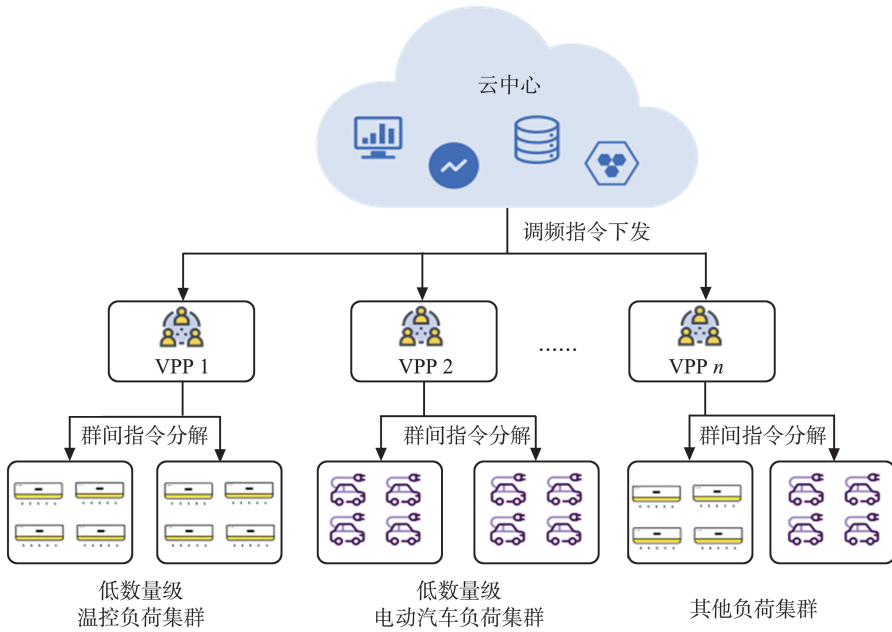 云中心
调频指令下发
VPP 1
VPP 2
……
VPP n
群间指令分解
群间指令分解
群间指令分解
低数量级
温控负荷集群
低数量级
电动汽车负荷集群
其他负荷集群